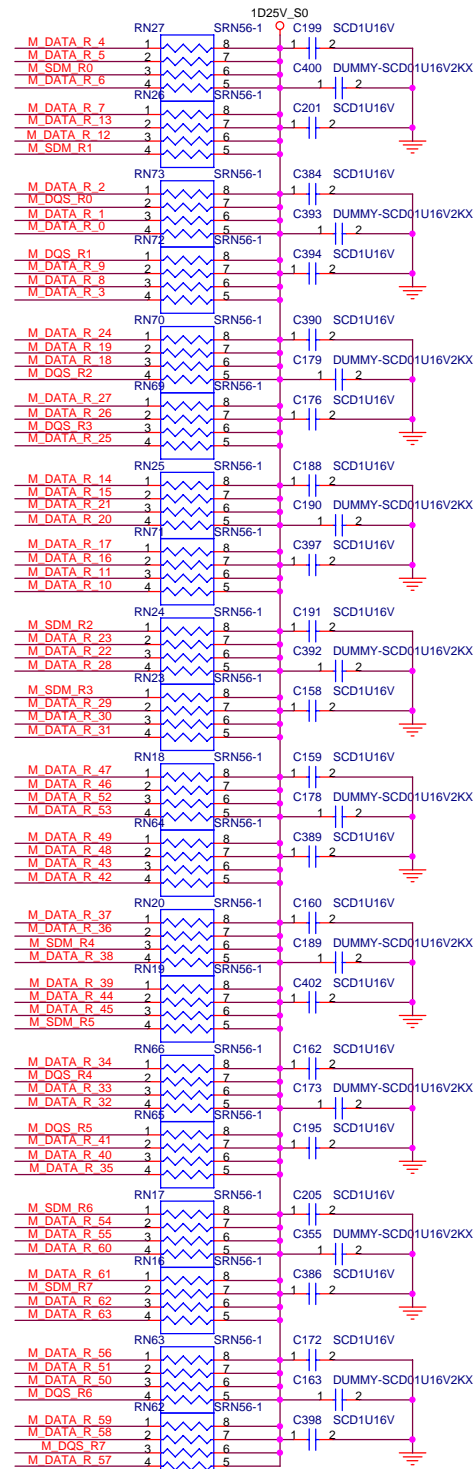 1D25V_S0
RN27 SRN56-1 C199 SCD1U16V
M_DATA_R_4 1 8 1 2
M_DATA_R_5 2 7
M_SDM_R0 3 6 C400 DUMMY-SCD01U16V2KX
M_DATA_R_6 4 5 1 2
RN26 SRN56-1 C201 SCD1U16V
M_DATA_R_7 1 8
M_DATA_R_13 2 7 1 2
M_DATA_R_12 3 6
M_SDM_R1 4 5
RN73 SRN56-1 C384 SCD1U16V
M_DATA_R_2 1 8 1 2
M_DQS_R0 2 7
M_DATA_R_1 3 6 C393 DUMMY-SCD01U16V2KX
M_DATA_R_0 4 5 1 2
RN72 SRN56-1 C394 SCD1U16V
M_DQS_R1 1 8
M_DATA_R_9 2 7 1 2
M_DATA_R_8 3 6
M_DATA_R_3 4 5
RN70 SRN56-1 C390 SCD1U16V
M_DATA_R_24 1 8 1 2
M_DATA_R_19 2 7
M_DATA_R_18 3 6 C179 DUMMY-SCD01U16V2KX
M_DQS_R2 4 5 1 2
RN69 SRN56-1 C176 SCD1U16V
M_DATA_R_27 1 8
M_DATA_R_26 2 7 1 2
M_DQS_R3 3 6
M_DATA_R_25 4 5
RN25 SRN56-1 C188 SCD1U16V
M_DATA_R_14 1 8 1 2
M_DATA_R_15 2 7
M_DATA_R_21 3 6 C190 DUMMY-SCD01U16V2KX
M_DATA_R_20 4 5 1 2
RN71 SRN56-1 C397 SCD1U16V
M_DATA_R_17 1 8
M_DATA_R_16 2 7 1 2
M_DATA_R_11 3 6
M_DATA_R_10 4 5
RN24 SRN56-1 C191 SCD1U16V
M_SDM_R2 1 8 1 2
M_DATA_R_23 2 7
M_DATA_R_22 3 6 C392 DUMMY-SCD01U16V2KX
M_DATA_R_28 4 5 1 2
RN23 SRN56-1 C158 SCD1U16V
M_SDM_R3 1 8
M_DATA_R_29 2 7 1 2
M_DATA_R_30 3 6
M_DATA_R_31 4 5
RN18 SRN56-1 C159 SCD1U16V
M_DATA_R_47 1 8 1 2
M_DATA_R_46 2 7
M_DATA_R_52 3 6 C178 DUMMY-SCD01U16V2KX
M_DATA_R_53 4 5 1 2
RN64 SRN56-1 C389 SCD1U16V
M_DATA_R_49 1 8
M_DATA_R_48 2 7 1 2
M_DATA_R_43 3 6
M_DATA_R_42 4 5
RN20 SRN56-1 C160 SCD1U16V
M_DATA_R_37 1 8 1 2
M_DATA_R_36 2 7
M_SDM_R4 3 6 C189 DUMMY-SCD01U16V2KX
M_DATA_R_38 4 5 1 2
RN19 SRN56-1 C402 SCD1U16V
M_DATA_R_39 1 8
M_DATA_R_44 2 7 1 2
M_DATA_R_45 3 6
M_SDM_R5 4 5
RN66 SRN56-1 C162 SCD1U16V
M_DATA_R_34 1 8 1 2
M_DQS_R4 2 7
M_DATA_R_33 3 6 C173 DUMMY-SCD01U16V2KX
M_DATA_R_32 4 5 1 2
RN65 SRN56-1 C195 SCD1U16V
M_DQS_R5 1 8
M_DATA_R_41 2 7 1 2
M_DATA_R_40 3 6
M_DATA_R_35 4 5
RN17 SRN56-1 C205 SCD1U16V
M_SDM_R6 1 8 1 2
M_DATA_R_54 2 7
M_DATA_R_55 3 6 C355 DUMMY-SCD01U16V2KX
M_DATA_R_60 4 5 1 2
RN16 SRN56-1 C386 SCD1U16V
M_DATA_R_61 1 8
M_SDM_R7 2 7 1 2
M_DATA_R_62 3 6
M_DATA_R_63 4 5
RN63 SRN56-1 C172 SCD1U16V
M_DATA_R_56 1 8 1 2
M_DATA_R_51 2 7
M_DATA_R_50 3 6 C163 DUMMY-SCD01U16V2KX
M_DQS_R6 4 5 1 2
RN62 SRN56-1 C398 SCD1U16V
M_DATA_R_59 1 8
M_DATA_R_58 2 7 1 2
M_DQS_R7 3 6
M_DATA_R_57 4 5